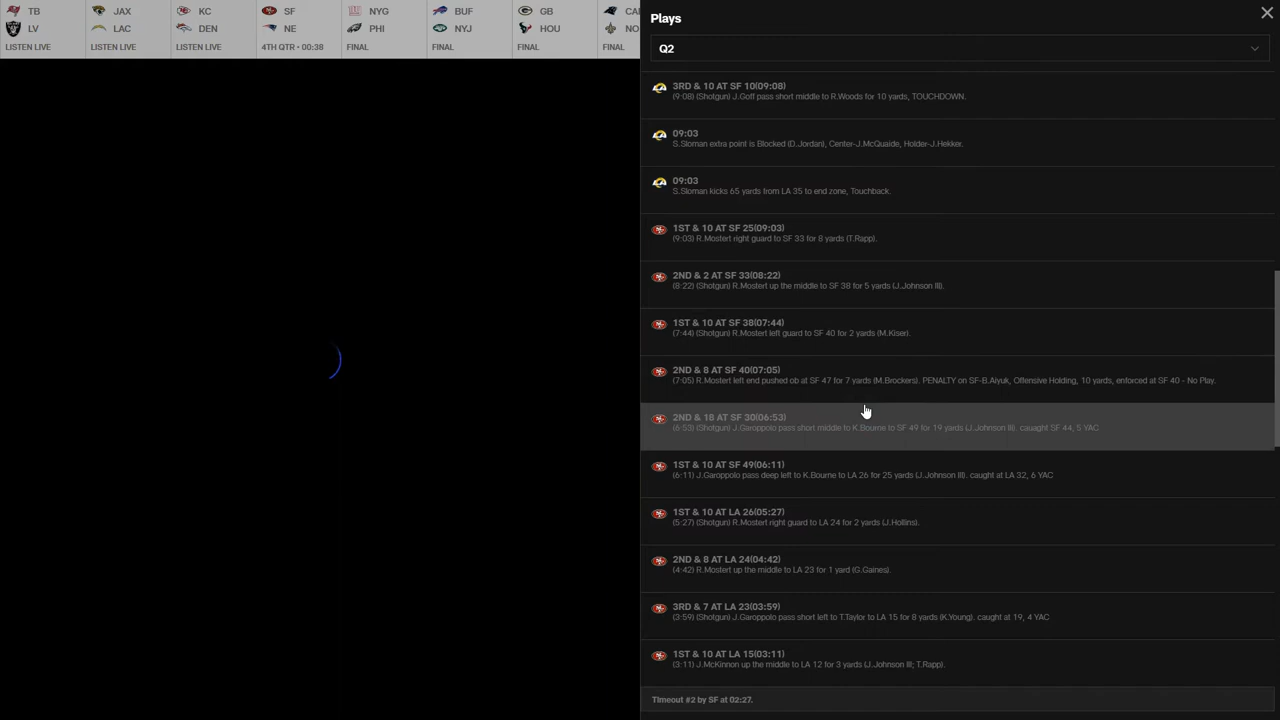 TB
LV
LISTEN LIVE
JAX
LAC
LISTEN LIVE
KC
DEN
LISTEN LIVE
SF
NE
4TH QTR • 00:38
NYG
PHI
FINAL
BUF
NYJ
FINAL
GB
HOU
FINAL
CA
NO
FINAL
Plays
Q2
3RD & 10 AT SF 10(09:08)
(9:08) (Shotgun) J.Goff pass short middle to R.Woods for 10 yards, TOUCHDOWN.
09:03
S.Sloman extra point is Blocked (D.Jordan), Center-J.McQuaide, Holder-J.Hekker.
09:03
S.Sloman kicks 65 yards from LA 35 to end zone, Touchback.
1ST & 10 AT SF 25(09:03)
(9:03) R.Mostert right guard to SF 33 for 8 yards (T.Rapp).
2ND & 2 AT SF 33(08:22)
(8:22) (Shotgun) R.Mostert up the middle to SF 38 for 5 yards (J.Johnson III).
1ST & 10 AT SF 38(07:44)
(7:44) (Shotgun) R.Mostert left guard to SF 40 for 2 yards (M.Kiser).
2ND & 8 AT SF 40(07:05)
(7:05) R.Mostert left end pushed ob at SF 47 for 7 yards (M.Brockers). PENALTY on SF-B.Aiyuk, Offensive Holding, 10 yards, enforced at SF 40 - No Play.
2ND & 18 AT SF 30(06:53)
(6:53) (Shotgun) J.Garoppolo pass short middle to K.Bourne to SF 49 for 19 yards (J.Johnson III). cauaght SF 44, 5 YAC
1ST & 10 AT SF 49(06:11)
(6:11) J.Garoppolo pass deep left to K.Bourne to LA 26 for 25 yards (J.Johnson III). caught at LA 32, 6 YAC
1ST & 10 AT LA 26(05:27)
(5:27) (Shotgun) R.Mostert right guard to LA 24 for 2 yards (J.Hollins).
2ND & 8 AT LA 24(04:42)
(4:42) R.Mostert up the middle to LA 23 for 1 yard (G.Gaines).
3RD & 7 AT LA 23(03:59)
(3:59) (Shotgun) J.Garoppolo pass short left to T.Taylor to LA 15 for 8 yards (K.Young). caught at 19, 4 YAC
1ST & 10 AT LA 15(03:11)
(3:11) J.McKinnon up the middle to LA 12 for 3 yards (J.Johnson III; T.Rapp).
Timeout #2 by SF at 02:27.